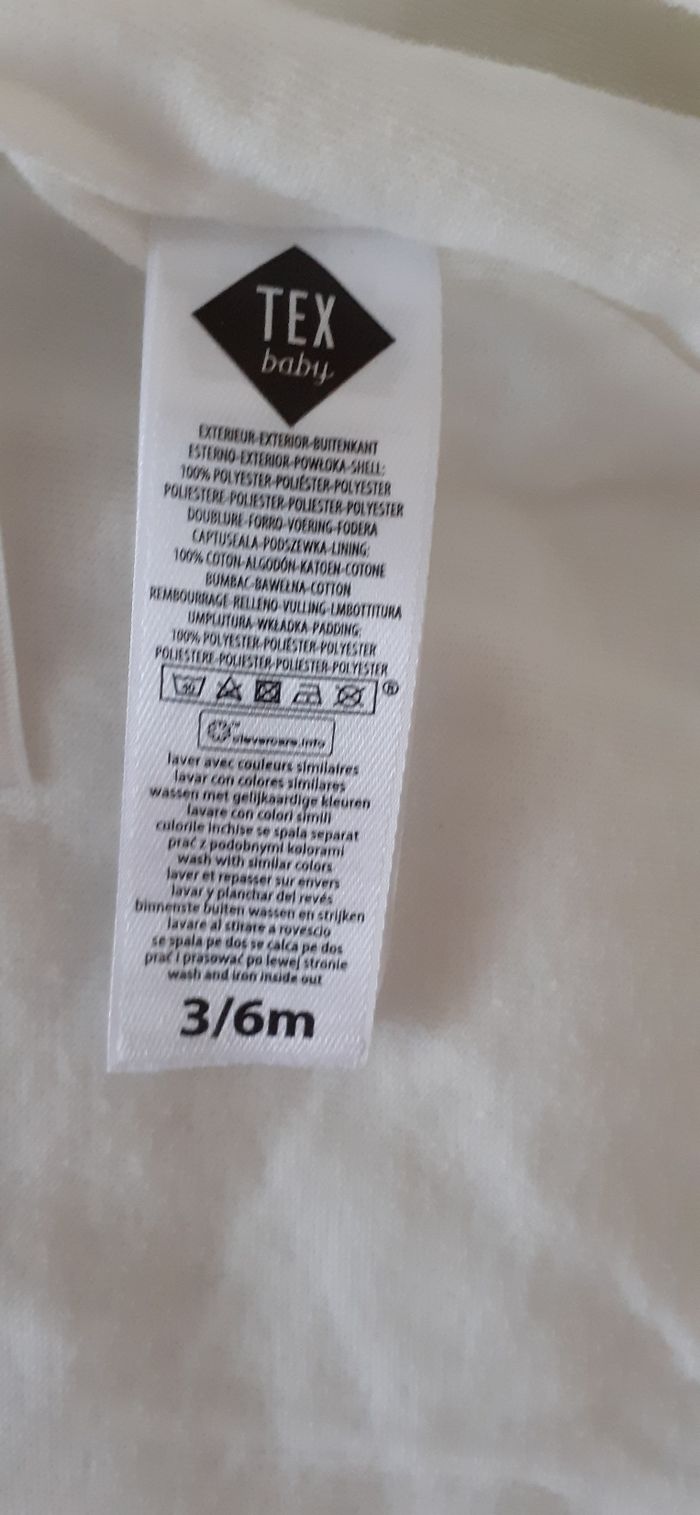 TEX
baby
EXTERIEUR-EXTERIOR-BUITENKANT
ESTERNO-EXTERIOR-POWŁOKA-SHELL:
100% POLYESTER-POLIÉSTER-POLYESTER
POLIESTERE-POLIESTER-POLIESTER-POLYESTER
DOUBLURE-FORRO-VOERING-FODERA
CAPTUSEALA-PODSZEWKA-LINING:
100% COTON-ALGODÓN-KATOEN-COTONE
BUMBAC-BAWEŁNA-COTTON
REMBOURRAGE-RELLENO-VULLING-IMBOTTITURA
UMPLUTURA-WKŁADKA-PADDING:
100% POLYESTER-POLIÉSTER-POLYESTER
POLIESTERE-POLIESTER-POLIESTER-POLYESTER
30 ®
clevercare.info
laver avec couleurs similaires
lavar con colores similares
wassen met gelijkaardige kleuren
lavare con colori simili
culorile inchise se spala separat
prać z podobnymi kolorami
wash with similar colors
laver et repasser sur envers
lavar y planchar del revés
binnenste buiten wassen en strijken
lavare al stirare a rovescio
se spala pe dos se calca pe dos
prać i prasować po lewej stronie
wash and iron inside out
3/6m